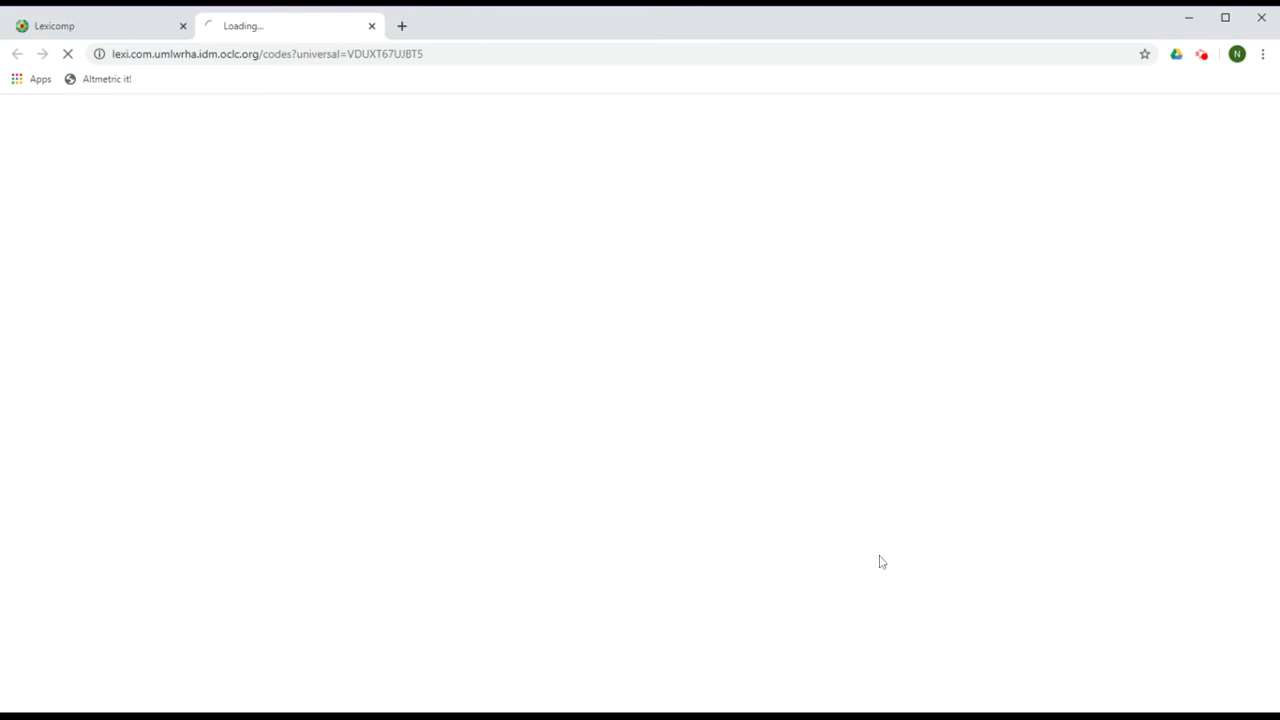 Lexicomp
Loading...
lexi.com.umlwrha.idm.oclc.org/codes?universal=VDUXT67UJBT5
N
Apps
Altmetric it!